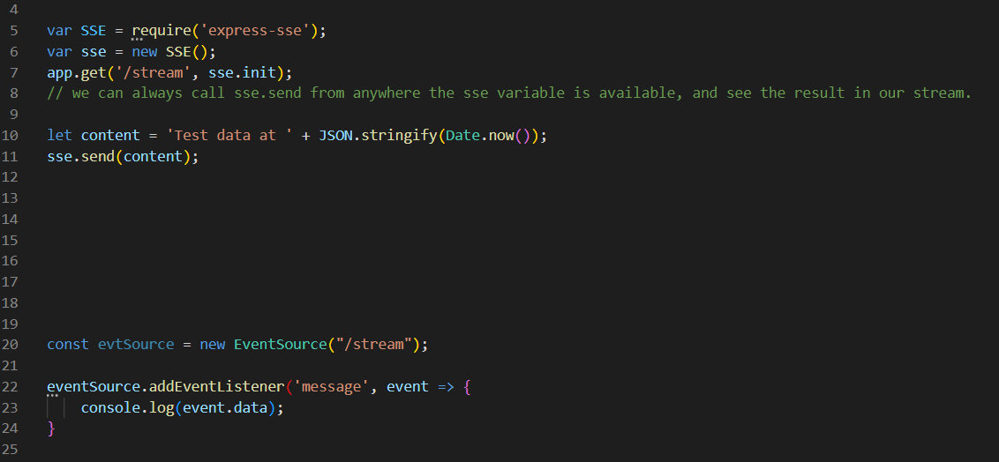 4
5 var SSE = require('express-sse');
6 var sse = new SSE();
7 app.get('/stream', sse.init);
8 // we can always call sse.send from anywhere the sse variable is available, and see the result in our stream.
9
10 let content = 'Test data at ' + JSON.stringify(Date.now());
11 sse.send(content);
12
13
14
15
16
17
18
19
20 const evtSource = new EventSource("/stream");
21
22 eventSource.addEventListener('message', event => {
23     console.log(event.data);
24 }
25